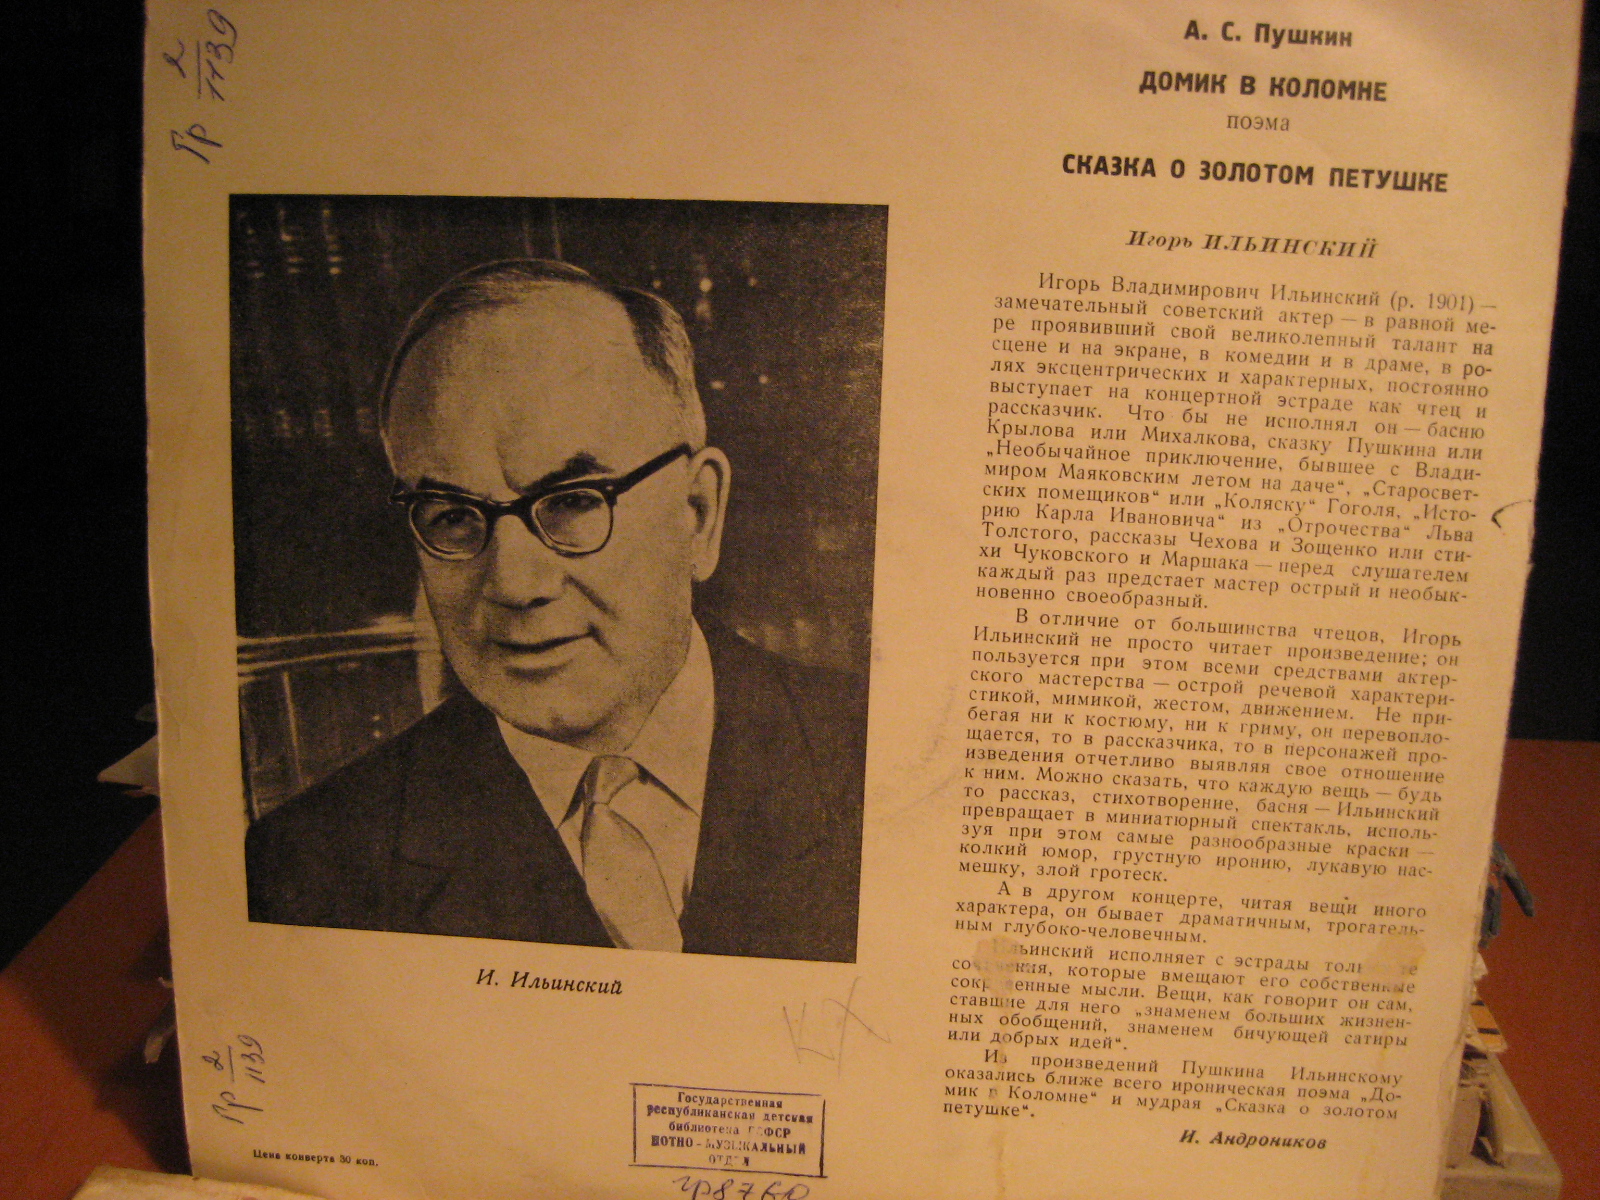 Гр 2/1139
А. С. Пушкин
ДОМИК В КОЛОМНЕ
поэма
СКАЗКА О ЗОЛОТОМ ПЕТУШКЕ
Игорь ИЛЬИНСКИЙ
Игорь Владимирович Ильинский (р. 1901) —
замечательный советский актер — в равной ме-
ре проявивший свой великолепный талант на
сцене и на экране, в комедии и в драме, в ро-
лях эксцентрических и характерных, постоянно
выступает на концертной эстраде как чтец и
рассказчик. Что бы не исполнял он — басню
Крылова или Михалкова, сказку Пушкина или
„Необычайное приключение, бывшее с Влади-
миром Маяковским летом на даче“, „Старосвет-
ских помещиков“ или „Коляску“ Гоголя, „Исто-
рию Карла Ивановича“ из „Отрочества“ Льва
Толстого, рассказы Чехова и Зощенко или сти-
хи Чуковского и Маршака — перед слушателем
каждый раз предстает мастер острый и необык-
новенно своеобразный.
В отличие от большинства чтецов, Игорь
Ильинский не просто читает произведение; он
пользуется при этом всеми средствами актер-
ского мастерства — острой речевой характери-
стикой, мимикой, жестом, движением. Не при-
бегая ни к костюму, ни к гриму, он перевопло-
щается, то в рассказчика, то в персонажей про-
изведения отчетливо выявляя свое отношение
к ним. Можно сказать, что каждую вещь — будь
то рассказ, стихотворение, басня — Ильинский
превращает в миниатюрный спектакль, исполь-
зуя при этом самые разнообразные краски —
колкий юмор, грустную иронию, лукавую нас-
мешку, злой гротеск.
А в другом концерте, читая вещи иного
характера, он бывает драматичным, трогатель-
ным глубоко-человечным.
Ильинский исполняет с эстрады
которые вмещают его собственные
сокровенные мысли. Вещи, как говорит он сам,
ставшие для него „знаменем больших жизнен-
ных обобщений, знаменем бичующей сатиры
или добрых идей“.
Из произведений Пушкина Ильинскому
оказались ближе всего ироническая поэма „До-
мик в Коломне“ и мудрая „Сказка о золотом
петушке“.
И. Андроников
И. Ильинский
Гр 2/1139
Государственная
республиканская детская
библиотека РСФСР
НОТНО-МУЗЫКАЛЬНЫЙ
ОТДЕЛ
Цена конверта 30 коп.